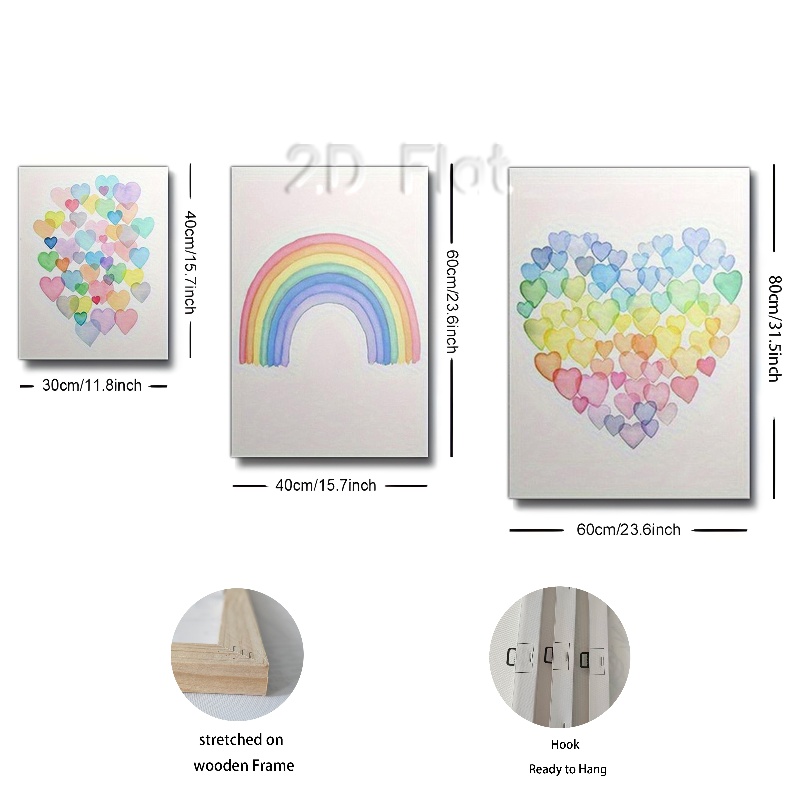 2D Flat
40cm/15.7inch
30cm/11.8inch
60cm/23.6inch
40cm/15.7inch
80cm/31.5inch
60cm/23.6inch
stretched on
wooden Frame
Hook
Ready to Hang